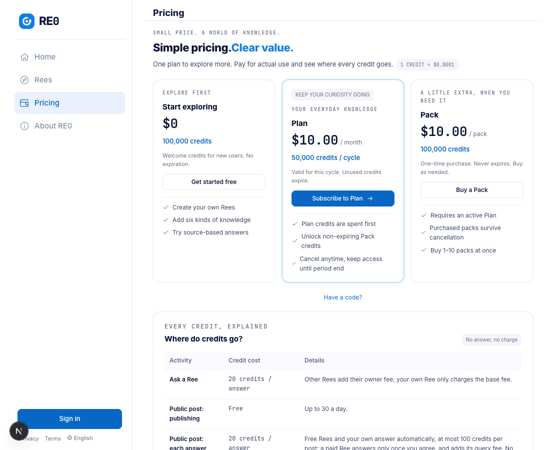 RE0
Home
Rees
Pricing
About RE0
Sign in
Terms
English
N
Pricing
SMALL PRICE. A WORLD OF KNOWLEDGE.
Simple pricing.Clear value.
One plan to explore more. Pay for actual use and see where every credit goes.
1 CREDIT = $0.0001
EXPLORE FIRST
Start exploring
$0
100,000 credits
Welcome credits for new users. No
expiration.
Get started free
Create your own Rees
Add six kinds of knowledge
Try source-based answers
KEEP YOUR CURIOSITY GOING
YOUR EVERYDAY KNOWLEDGE
Plan
$10.00 / month
50,000 credits / cycle
Valid for this cycle. Unused credits
expire.
Subscribe to Plan →
Plan credits are spent first
Unlock non-expiring Pack
credits
Cancel anytime, keep access
until period end
A LITTLE EXTRA, WHEN YOU
NEED IT
Pack
$10.00 / pack
100,000 credits
One-time purchase. Never expires. Buy
as needed.
Buy a Pack
Requires an active Plan
Purchased packs survive
cancellation
Buy 1–10 packs at once
Have a code?
EVERY CREDIT, EXPLAINED
Where do credits go?
No answer, no charge
Activity Credit cost Details
Ask a Ree 20 credits / Other Rees add their owner fee; your own Ree only charges the base fee.
answer
Public post: Free Up to 30 a day.
publishing
Public post: 20 credits / Free Rees and your own answer automatically, at most 100 credits per
each answer answer post; a paid Ree answers only once you agree, and adds its query fee. No